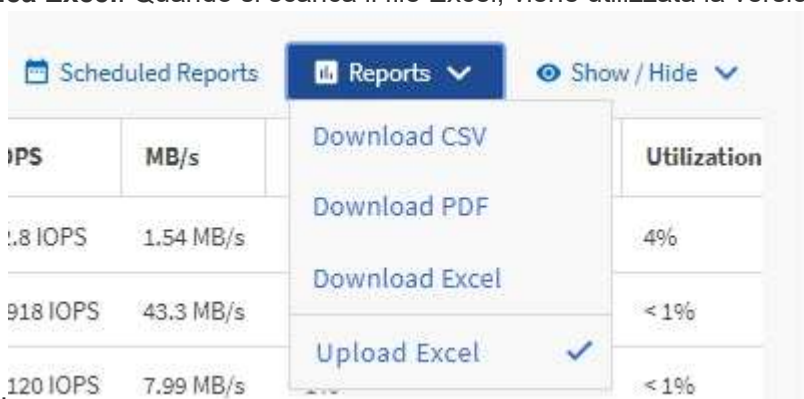 Excel. Quando si scarica il file Excel, viene utilizzata la
Scheduled Reports Reports Show / Hide
MB/s Utilization
IOPS 1.54 MB/s Download CSV 4%
Download PDF
918 IOPS 43.3 MB/s Download Excel < 1%
120 IOPS 7.99 MB/s Upload Excel < 1%